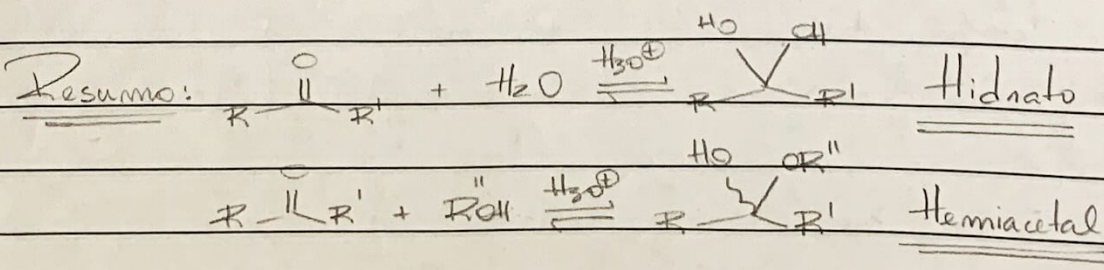 HO OH
Resumo: R O R' + H₂O H₃O⊕ ⇌ R R' Hidrato
HO OR"
R O R' + R"OH H₃O⊕ ⇌ R R' Hemiacetal